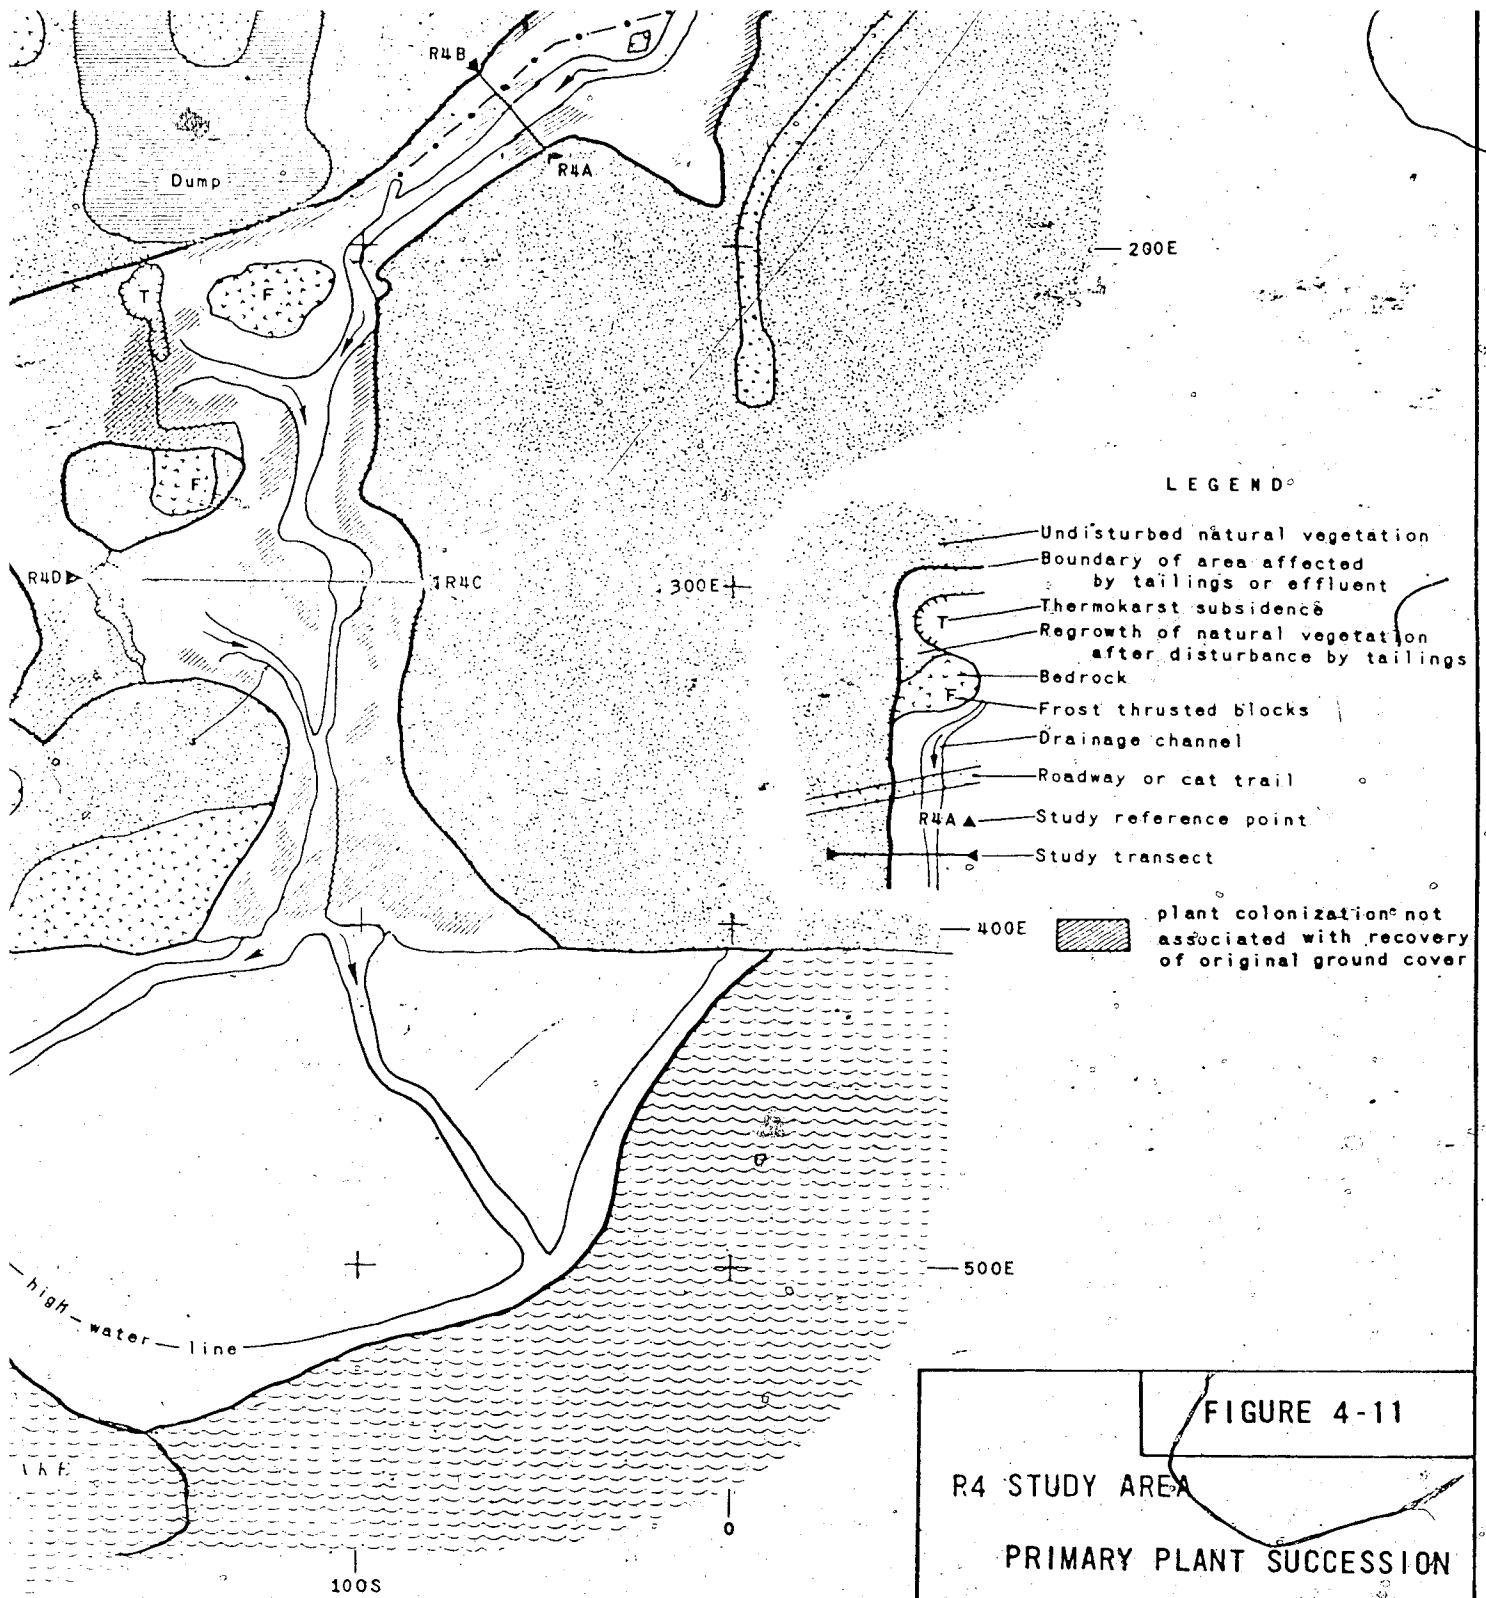 R4B
R4A
Dump
200E
T
F
F
R4D
R4C
300E
LEGEND
Undisturbed natural vegetation
Boundary of area affected
by tailings or effluent
Thermokarst subsidence
T
Regrowth of natural vegetation
after disturbance by tailings
Bedrock
F
Frost thrusted blocks
Drainage channel
Roadway or cat trail
R4A
Study reference point
Study transect
plant colonization not
associated with recovery
of original ground cover
400E
500E
high water line
0
100S
FIGURE 4-11
R4 STUDY AREA
PRIMARY PLANT SUCCESSION